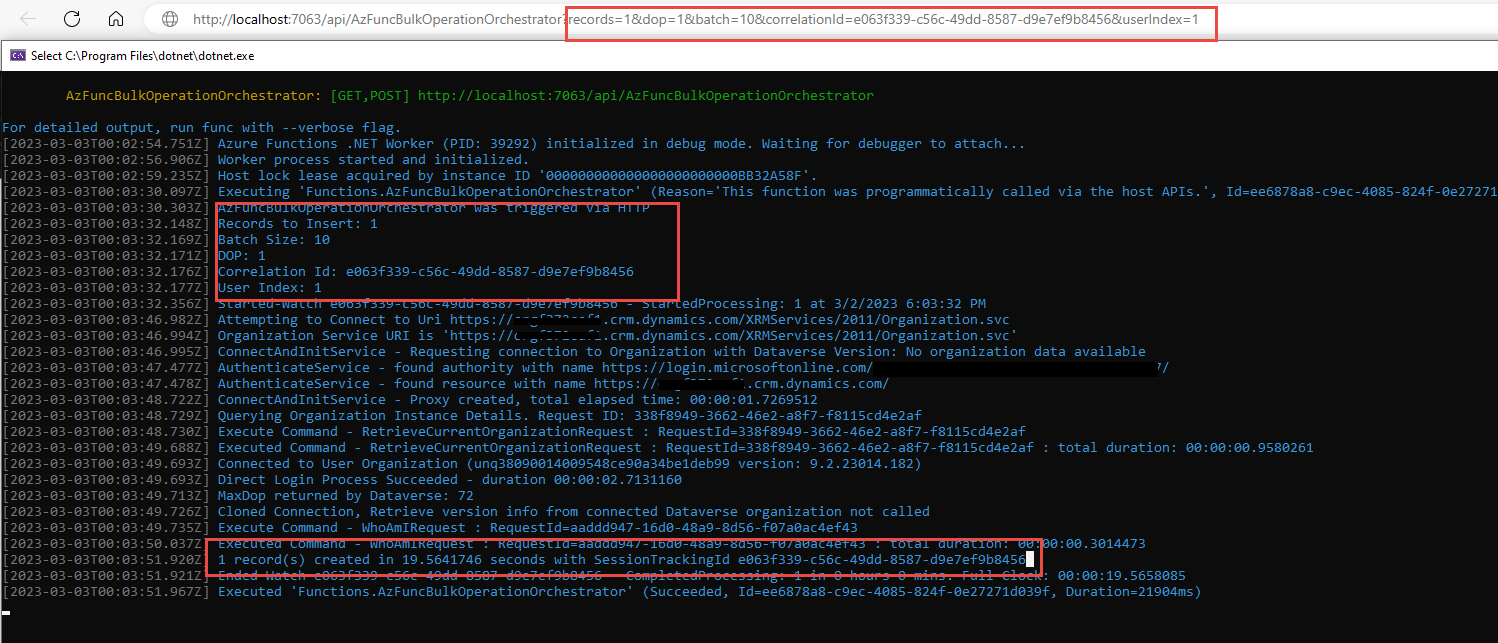 http://localhost:7063/api/AzFuncBulkOperationOrchestrator?records=1&dop=1&batch=10&correlationId=e063f339-c56c-49dd-8587-d9e7ef9b8456&userIndex=1
Select C:\Program Files\dotnet\dotnet.exe
AzFuncBulkOperationOrchestrator: [GET,POST] http://localhost:7063/api/AzFuncBulkOperationOrchestrator
For detailed output, run func with --verbose flag.
[2023-03-03T00:02:54.751Z] Azure Functions .NET Worker (PID: 39292) initialized in debug mode. Waiting for debugger to attach...
[2023-03-03T00:02:56.906Z] Worker process started and initialized.
[2023-03-03T00:02:59.235Z] Host lock lease acquired by instance ID '000000000000000000000000BB32A58F'.
[2023-03-03T00:03:30.097Z] Executing 'Functions.AzFuncBulkOperationOrchestrator' (Reason='This function was programmatically called via the host APIs.', Id=ee6878a8-c9ec-4085-824f-0e27271
[2023-03-03T00:03:30.303Z] AzFuncBulkOperationOrchestrator was triggered via HTTP
[2023-03-03T00:03:32.148Z] Records to Insert: 1
[2023-03-03T00:03:32.169Z] Batch Size: 10
[2023-03-03T00:03:32.171Z] DOP: 1
[2023-03-03T00:03:32.176Z] Correlation Id: e063f339-c56c-49dd-8587-d9e7ef9b8456
[2023-03-03T00:03:32.177Z] User Index: 1
[2023-03-03T00:03:32.356Z] Started-Watch e063f339-c56c-49dd-8587-d9e7ef9b8456 - StartedProcessing: 1 at 3/2/2023 6:03:32 PM
[2023-03-03T00:03:46.982Z] Attempting to Connect to Uri https:// .crm.dynamics.com/XRMServices/2011/Organization.svc
[2023-03-03T00:03:46.994Z] Organization Service URI is 'https:// .crm.dynamics.com/XRMServices/2011/Organization.svc'
[2023-03-03T00:03:46.995Z] ConnectAndInitService - Requesting connection to Organization with Dataverse Version: No organization data available
[2023-03-03T00:03:47.477Z] AuthenticateService - found authority with name https://login.microsoftonline.com/ /
[2023-03-03T00:03:47.478Z] AuthenticateService - found resource with name https:// .crm.dynamics.com/
[2023-03-03T00:03:48.722Z] ConnectAndInitService - Proxy created, total elapsed time: 00:00:01.7269512
[2023-03-03T00:03:48.729Z] Querying Organization Instance Details. Request ID: 338f8949-3662-46e2-a8f7-f8115cd4e2af
[2023-03-03T00:03:48.730Z] Execute Command - RetrieveCurrentOrganizationRequest : RequestId=338f8949-3662-46e2-a8f7-f8115cd4e2af
[2023-03-03T00:03:49.688Z] Executed Command - RetrieveCurrentOrganizationRequest : RequestId=338f8949-3662-46e2-a8f7-f8115cd4e2af : total duration: 00:00:00.9580261
[2023-03-03T00:03:49.693Z] Connected to User Organization (unq38090014009548ce90a34be1deb99 version: 9.2.23014.182)
[2023-03-03T00:03:49.693Z] Direct Login Process Succeeded - duration 00:00:02.7131160
[2023-03-03T00:03:49.713Z] MaxDop returned by Dataverse: 72
[2023-03-03T00:03:49.726Z] Cloned Connection, Retrieve version info from connected Dataverse organization not called
[2023-03-03T00:03:49.735Z] Execute Command - WhoAmIRequest : RequestId=aaddd947-16d0-48a9-8d56-f07a0ac4ef43
[2023-03-03T00:03:50.037Z] Executed Command - WhoAmIRequest : RequestId=aaddd947-16d0-48a9-8d56-f07a0ac4ef43 : total duration: 00:00:00.3014473
[2023-03-03T00:03:51.920Z] 1 record(s) created in 19.5641746 seconds with SessionTrackingId e063f339-c56c-49dd-8587-d9e7ef9b8456
[2023-03-03T00:03:51.921Z] Ended-Watch e063f339-c56c-49dd-8587-d9e7ef9b8456 - CompletedProcessing: 1 in 0 hours 0 mins. Full Clock: 00:00:19.5658085
[2023-03-03T00:03:51.967Z] Executed 'Functions.AzFuncBulkOperationOrchestrator' (Succeeded, Id=ee6878a8-c9ec-4085-824f-0e27271d039f, Duration=21904ms)